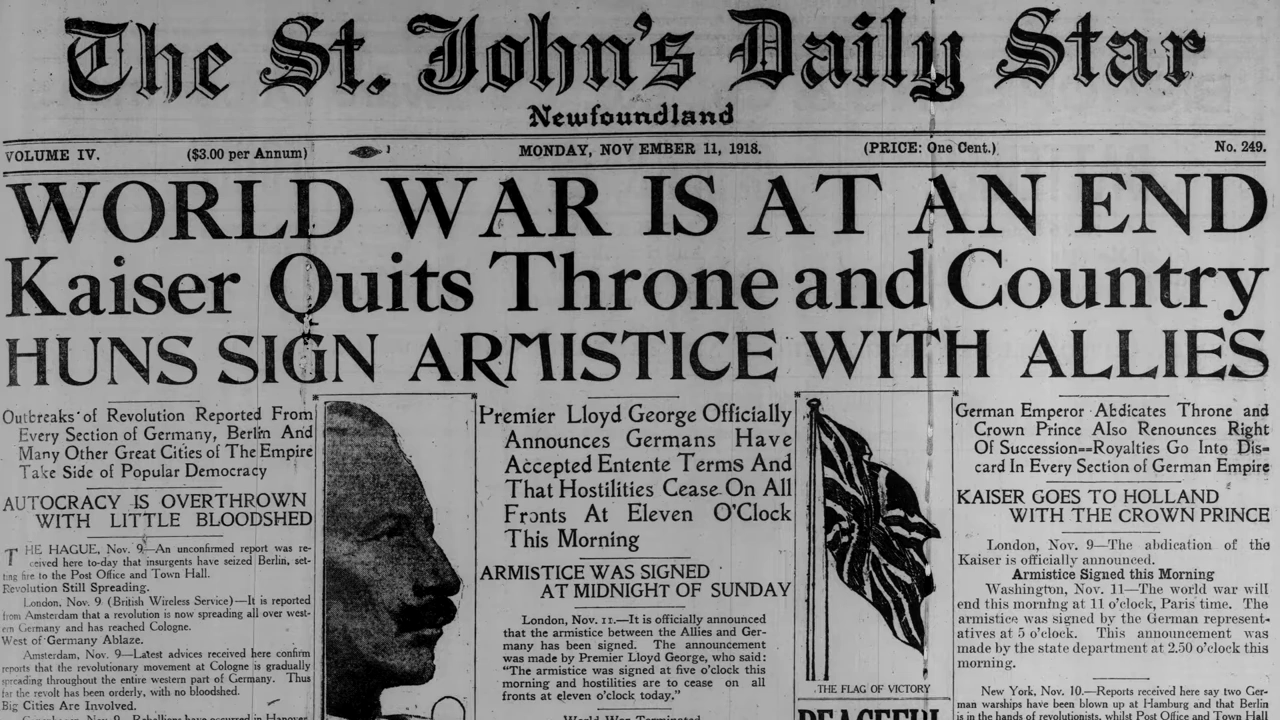 The St. John's Daily Star
Newfoundland
VOLUME IV. ($3.00 per Annum) MONDAY, NOV EMBER 11, 1918. (PRICE: One Cent.) No. 249.
WORLD WAR IS AT AN END
Kaiser Quits Throne and Country
HUNS SIGN ARMISTICE WITH ALLIES
Outbreaks of Revolution Reported From
Every Section of Germany, Berlin And
Many Other Great Cities of The Empire
Take Side of Popular Democracy
AUTOCRACY IS OVERTHROWN
WITH LITTLE BLOODSHED
THE HAGUE, Nov. 9—An unconfirmed report was re-
ceived here to-day that insurgents have seized Berlin, set-
ting fire to the Post Office and Town Hall.
Revolution Still Spreading.
London, Nov. 9 (British Wireless Service)—It is reported
from Amsterdam that a revolution is now spreading all over west-
ern Germany and has reached Cologne.
West of Germany Ablaze.
Amsterdam, Nov. 9—Latest advices received here confirm
reports that the revolutionary movement at Cologne is gradually
spreading throughout the entire western part of Germany. Thus
far the revolt has been orderly, with no bloodshed.
Big Cities Are Involved.
Nov. 9 Rebellions have occurred in Hanover
Premier Lloyd George Officially
Announces Germans Have
Accepted Entente Terms And
That Hostilities Cease On All
Fronts At Eleven O'Clock
This Morning
ARMISTICE WAS SIGNED
AT MIDNIGHT OF SUNDAY
London, Nov. 11.—It is officially announced
that the armistice between the Allies and Ger-
many has been signed. The announcement
was made by Premier Lloyd George, who said:
"The armistice was signed at five o'clock this
morning and hostilities are to cease on all
fronts at eleven o'clock today."
World War Terminated
THE FLAG OF VICTORY
PEACEFUL
German Emperor Abdicates Throne and
Crown Prince Also Renounces Right
Of Succession==Royalties Go Into Dis=
card In Every Section of German Empire
KAISER GOES TO HOLLAND
WITH THE CROWN PRINCE
London, Nov. 9—The abdication of the
Kaiser is officially announced.
Armistice Signed this Morning
Washington, Nov. 11—The world war will
end this morning at 11 o'clock, Paris time. The
armistice was signed by the German represent-
atives at 5 o'clock. This announcement was
made by the state department at 2.50 o'clock this
morning.
New York, Nov. 10.—Reports received here say two Ger-
man warships have been blown up at Hamburg and that Berlin
is in the hands of revolutionists, whilst Post Office and Town Hall